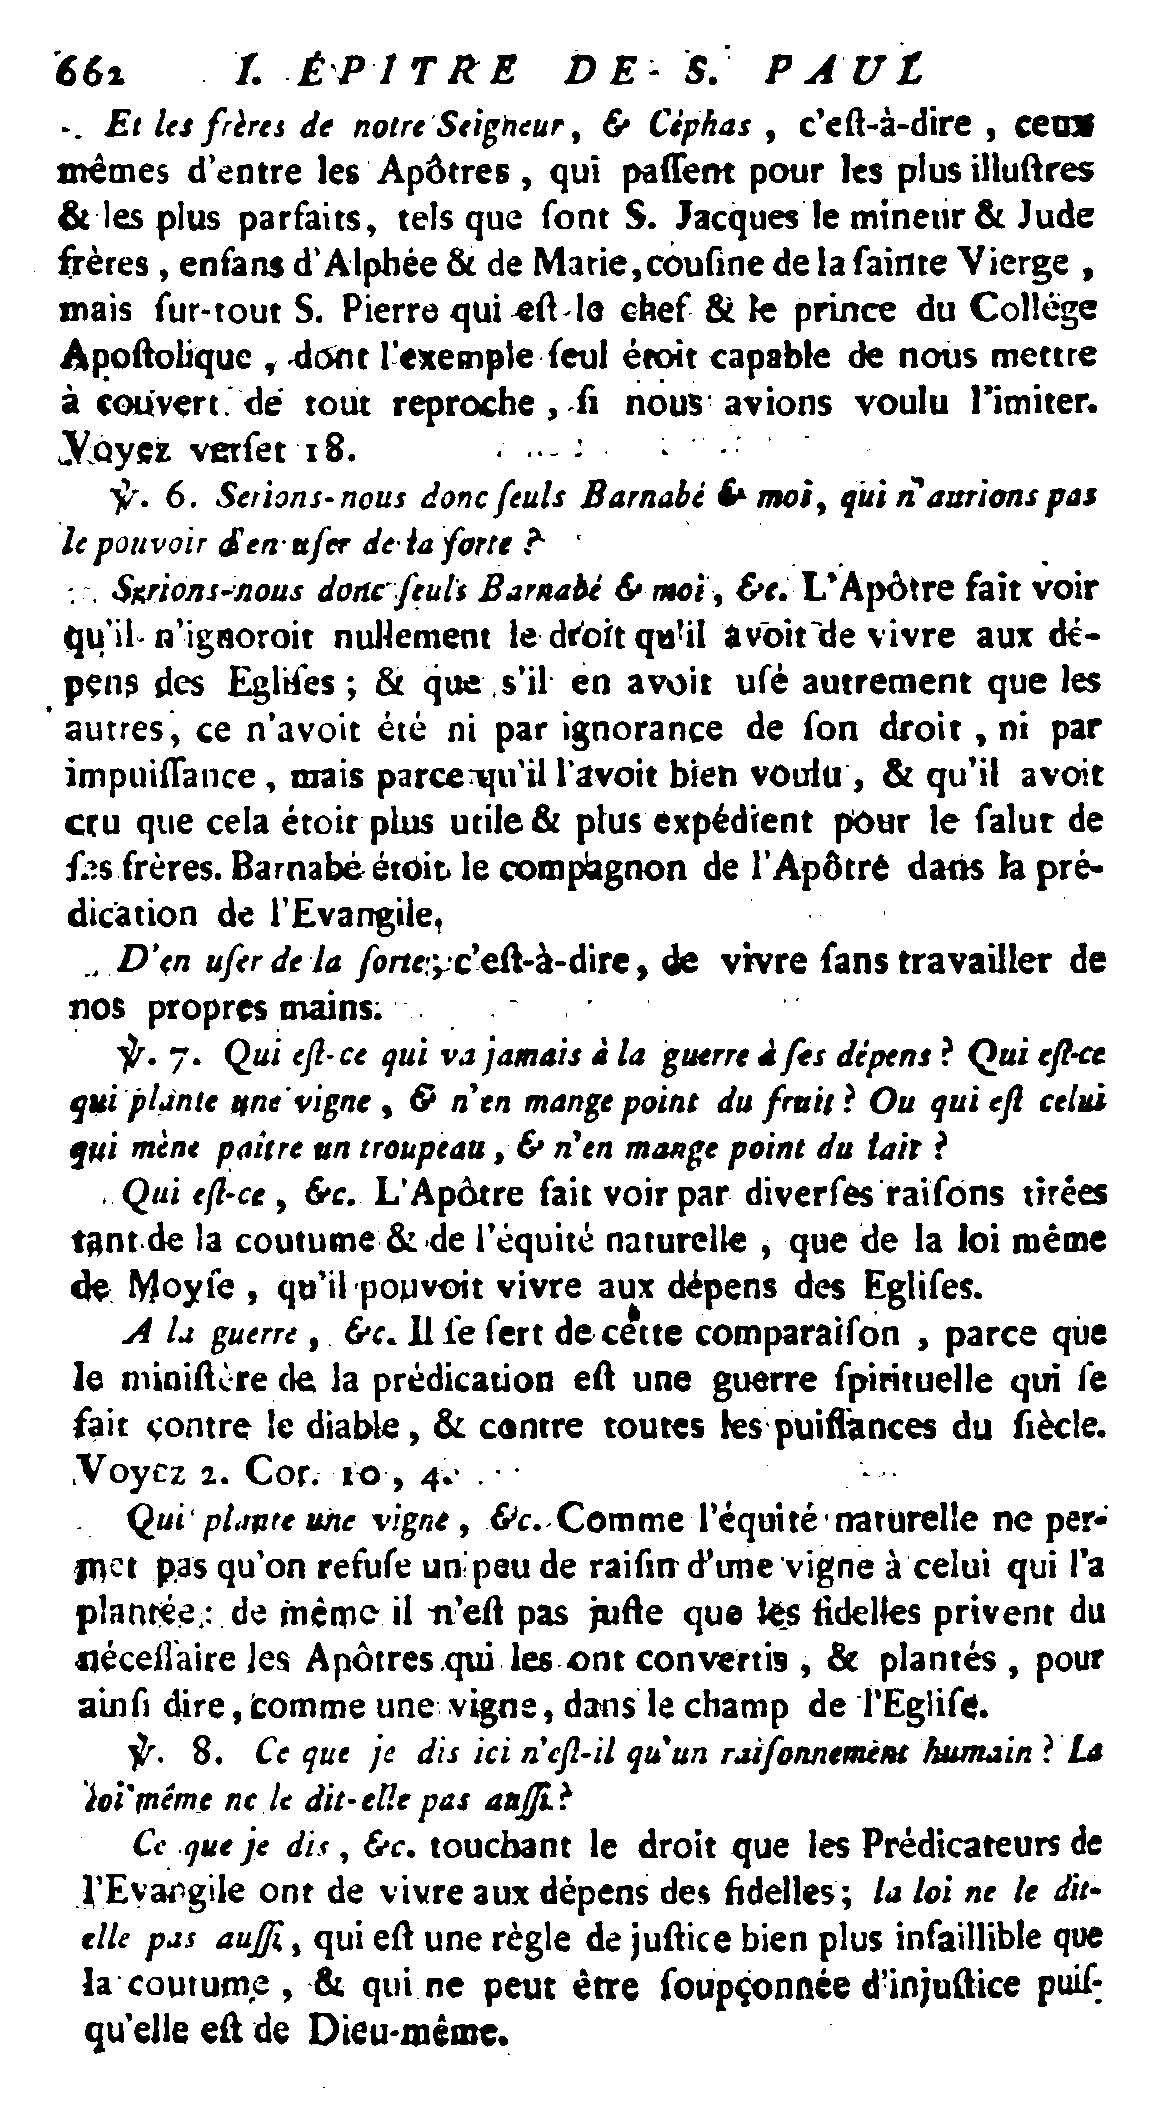 662 I. ÉPITRE DE S. PAUL
Et les frères de notre Seigneur, & Céphas, c'eſt-à-dire, ceux
mêmes d'entre les Apôtres, qui paſſent pour les plus illuſtres
& les plus parfaits, tels que ſont S. Jacques le mineur & Jude
frères, enfans d'Alphée & de Marie, couſine de la ſainte Vierge,
mais ſur-tout S. Pierre qui eſt le chef & le prince du Collége
Apoſtolique, dont l'exemple ſeul étoit capable de nous mettre
à couvert de tout reproche, ſi nous avions voulu l'imiter.
Voyez verſet 18.
℣. 6. Serions-nous donc ſeuls Barnabé & moi, qui n'aurions pas
le pouvoir d'en uſer de la ſorte ?
Serions-nous donc ſeuls Barnabé & moi, &c. L'Apôtre fait voir
qu'il n'ignoroit nullement le droit qu'il avoit de vivre aux dé-
pens des Egliſes ; & que s'il en avoit uſé autrement que les
autres, ce n'avoit été ni par ignorance de ſon droit, ni par
impuiſſance, mais parce qu'il l'avoit bien voulu, & qu'il avoit
cru que cela étoit plus utile & plus expédient pour le ſalut de
ſes frères. Barnabé étoit le compagnon de l'Apôtre dans la pré-
dication de l'Evangile.
D'en uſer de la ſorte, c'eſt-à-dire, de vivre ſans travailler de
nos propres mains.
℣. 7. Qui eſt-ce qui va jamais à la guerre à ſes dépens ? Qui eſt-ce
qui plante une vigne, & n'en mange point du fruit ? Ou qui eſt celui
qui mène paître un troupeau, & n'en mange point du lait ?
Qui eſt-ce, &c. L'Apôtre fait voir par diverſes raiſons tirées
tant de la coutume & de l'équité naturelle, que de la loi même
de Moyſe, qu'il pouvoit vivre aux dépens des Egliſes.
A la guerre, &c. Il ſe ſert de cette comparaiſon, parce que
le miniſtère de la prédication eſt une guerre ſpirituelle qui ſe
fait contre le diable, & contre toutes les puiſſances du ſiècle.
Voyez 2. Cor. 10, 4.
Qui plante une vigne, &c. Comme l'équité naturelle ne per-
met pas qu'on refuſe un peu de raiſin d'une vigne à celui qui l'a
plantée : de même il n'eſt pas juſte que les fidelles privent du
néceſſaire les Apôtres qui les ont convertis, & plantés, pour
ainſi dire, comme une vigne, dans le champ de l'Egliſe.
℣. 8. Ce que je dis ici n'eſt-il qu'un raiſonnement humain ? La
loi même ne le dit-elle pas auſſi ?
Ce que je dis, &c. touchant le droit que les Prédicateurs de
l'Evangile ont de vivre aux dépens des fidelles ; la loi ne le dit-
elle pas auſſi, qui eſt une règle de juſtice bien plus infaillible que
la coutume, & qui ne peut être ſoupçonnée d'injuſtice puiſ-
qu'elle eſt de Dieu-même.